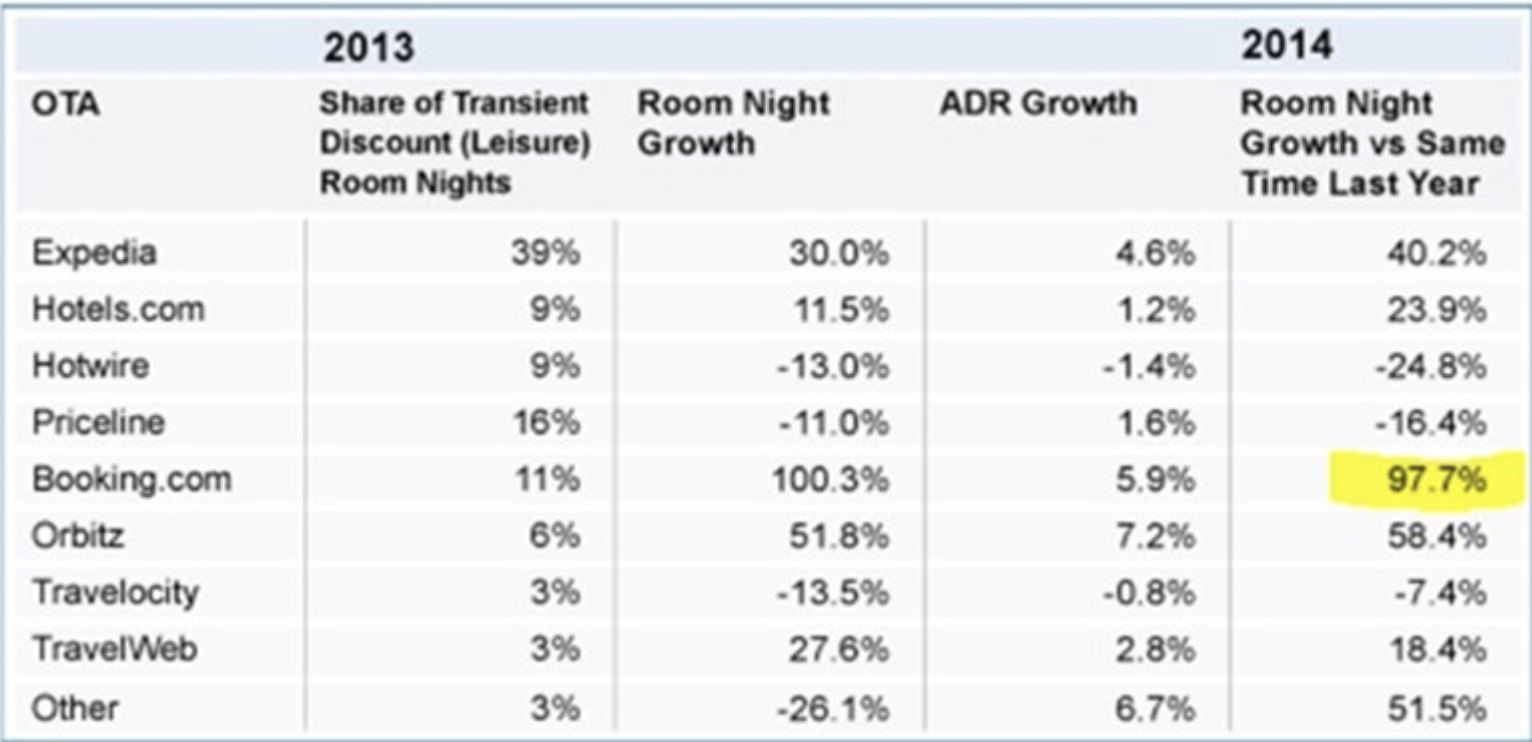 2013 2014
OTA Share of Transient Room Night ADR Growth Room Night
Discount (Leisure) Growth Growth vs Same
Room Nights Time Last Year
Expedia 39% 30.0% 4.6% 40.2%
Hotels.com 9% 11.5% 1.2% 23.9%
Hotwire 9% -13.0% -1.4% -24.8%
Priceline 16% -11.0% 1.6% -16.4%
Booking.com 11% 100.3% 5.9% 97.7%
Orbitz 6% 51.8% 7.2% 58.4%
Travelocity 3% -13.5% -0.8% -7.4%
TravelWeb 3% 27.6% 2.8% 18.4%
Other 3% -26.1% 6.7% 51.5%